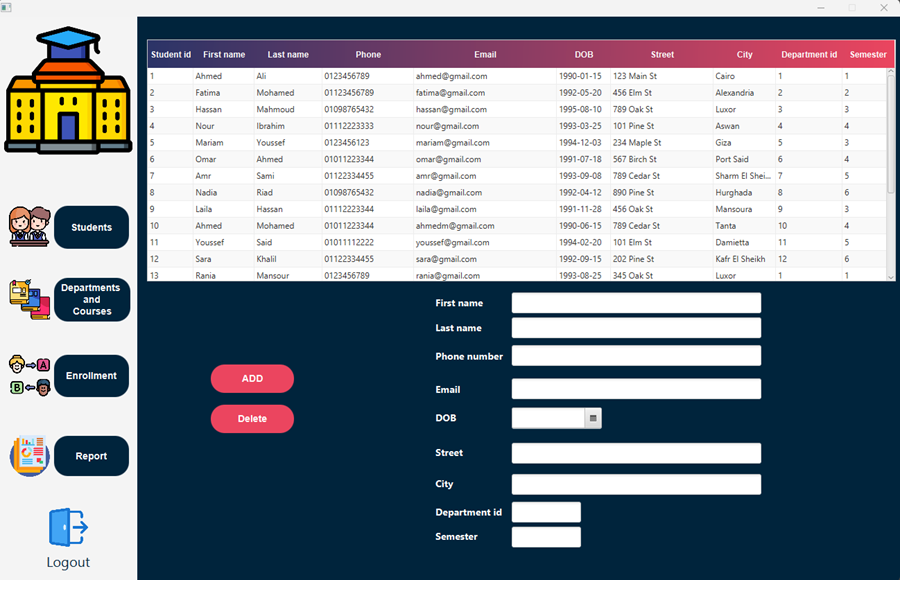 Student id First name Last name Phone Email DOB Street City Department id Semester
1 Ahmed Ali 0123456789 ahmed@gmail.com 1990-01-15 123 Main St Cairo 1 1
2 Fatima Mohamed 01123456789 fatima@gmail.com 1992-05-20 456 Elm St Alexandria 2 2
3 Hassan Mahmoud 01098765432 hassan@gmail.com 1995-08-10 789 Oak St Luxor 3 3
4 Nour Ibrahim 01112223333 nour@gmail.com 1993-03-25 101 Pine St Aswan 4 4
5 Mariam Youssef 0123456123 mariam@gmail.com 1994-12-03 234 Maple St Giza 5 3
6 Omar Ahmed 01011223344 omar@gmail.com 1991-07-18 567 Birch St Port Said 6 4
7 Amr Sami 01122334455 amr@gmail.com 1993-09-08 789 Cedar St Sharm El Shei... 7 5
8 Nadia Riad 01098765432 nadia@gmail.com 1992-04-12 890 Pine St Hurghada 8 6
9 Laila Hassan 01112223344 laila@gmail.com 1991-11-28 456 Oak St Mansoura 9 3
10 Ahmed Mohamed 01011223344 ahmedm@gmail.com 1990-06-15 789 Cedar St Tanta 10 4
11 Youssef Said 01011112222 youssef@gmail.com 1994-02-20 101 Elm St Damietta 11 5
12 Sara Khalil 01122334455 sara@gmail.com 1992-09-15 202 Pine St Kafr El Sheikh 12 6
13 Rania Mansour 0123456789 rania@gmail.com 1993-08-25 345 Oak St Luxor 1 1
Students
Departments
and
Courses
Enrollment
A
B
Report
Logout
ADD
Delete
First name
Last name
Phone number
Email
DOB
Street
City
Department id
Semester